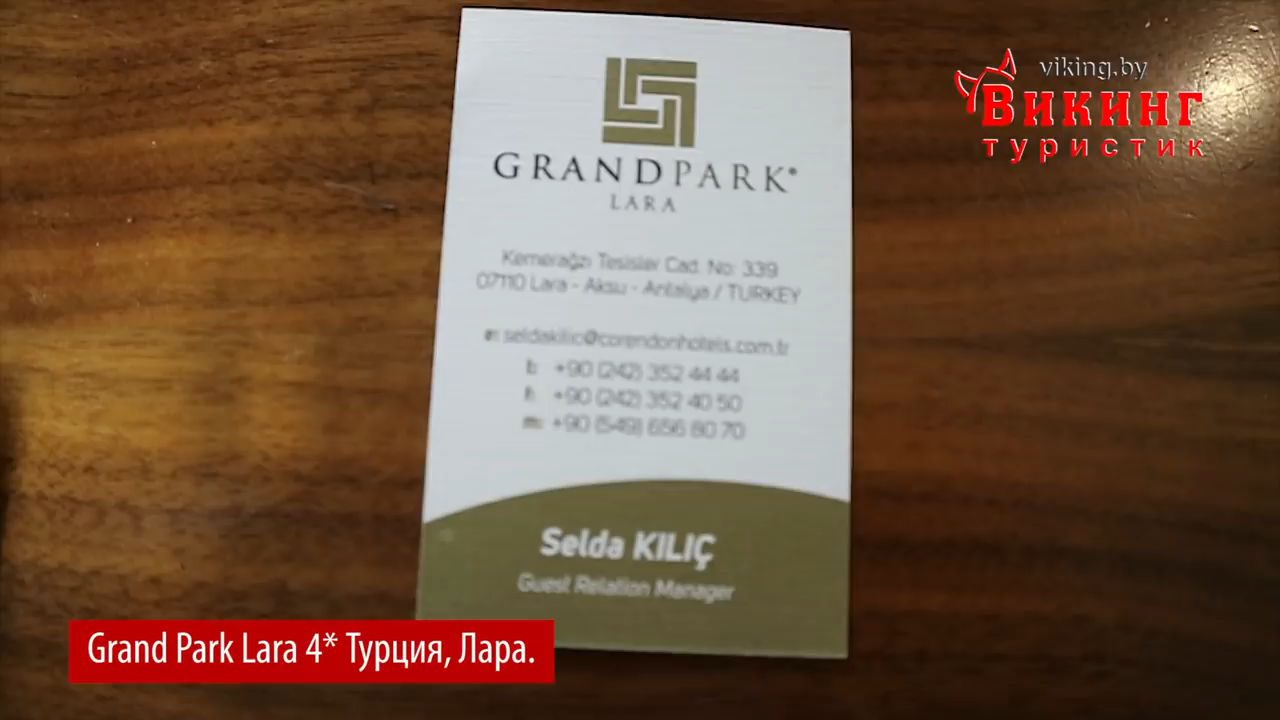 viking.by
Викинг
туристик
GRANDPARK®
LARA
Kemerağzı Tesisler Cad. No: 339
07110 Lara - Aksu - Antalya / TURKEY
e: seldakilic@corendonhotels.com.tr
t: +90 (242) 352 44 44
f: +90 (242) 352 40 50
m: +90 (549) 656 80 70
Selda KILIÇ
Guest Relation Manager
Grand Park Lara 4* Турция, Лара.